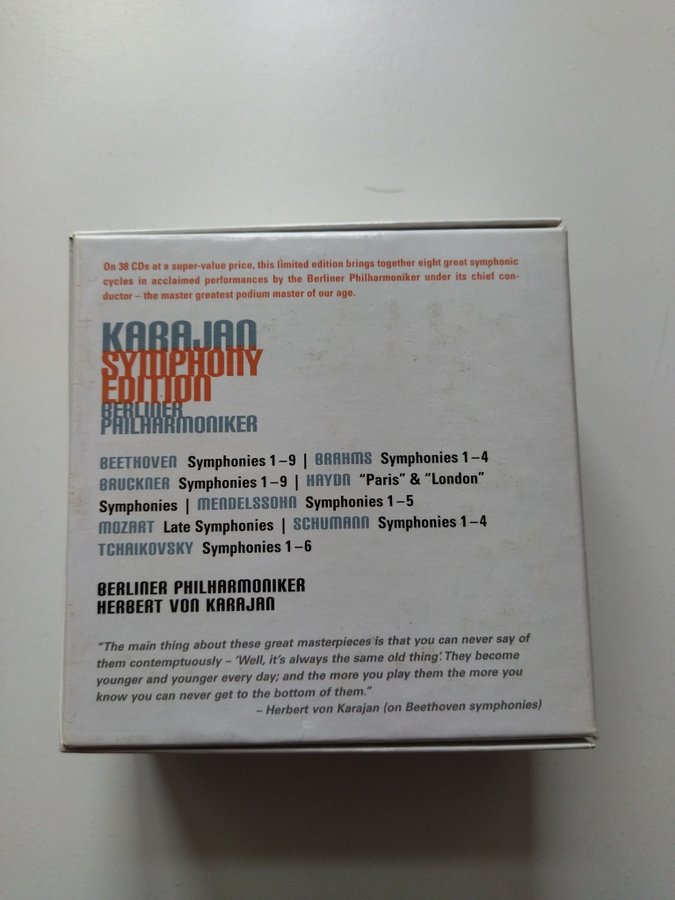 On 38 CDs at a super-value price, this limited edition brings together eight great symphonic
cycles in acclaimed performances by the Berliner Philharmoniker under its chief con-
ductor – the master greatest podium master of our age.
KARAJAN
SYMPHONY
EDITION
BERLINER
PHILHARMONIKER
BEETHOVEN Symphonies 1–9 | BRAHMS Symphonies 1–4
BRUCKNER Symphonies 1–9 | HAYDN “Paris” & “London”
Symphonies | MENDELSSOHN Symphonies 1–5
MOZART Late Symphonies | SCHUMANN Symphonies 1–4
TCHAIKOVSKY Symphonies 1–6
BERLINER PHILHARMONIKER
HERBERT VON KARAJAN
“The main thing about these great masterpieces is that you can never say of
them contemptuously – ‘Well, it’s always the same old thing’. They become
younger and younger every day; and the more you play them the more you
know you can never get to the bottom of them.”
– Herbert von Karajan (on Beethoven symphonies)